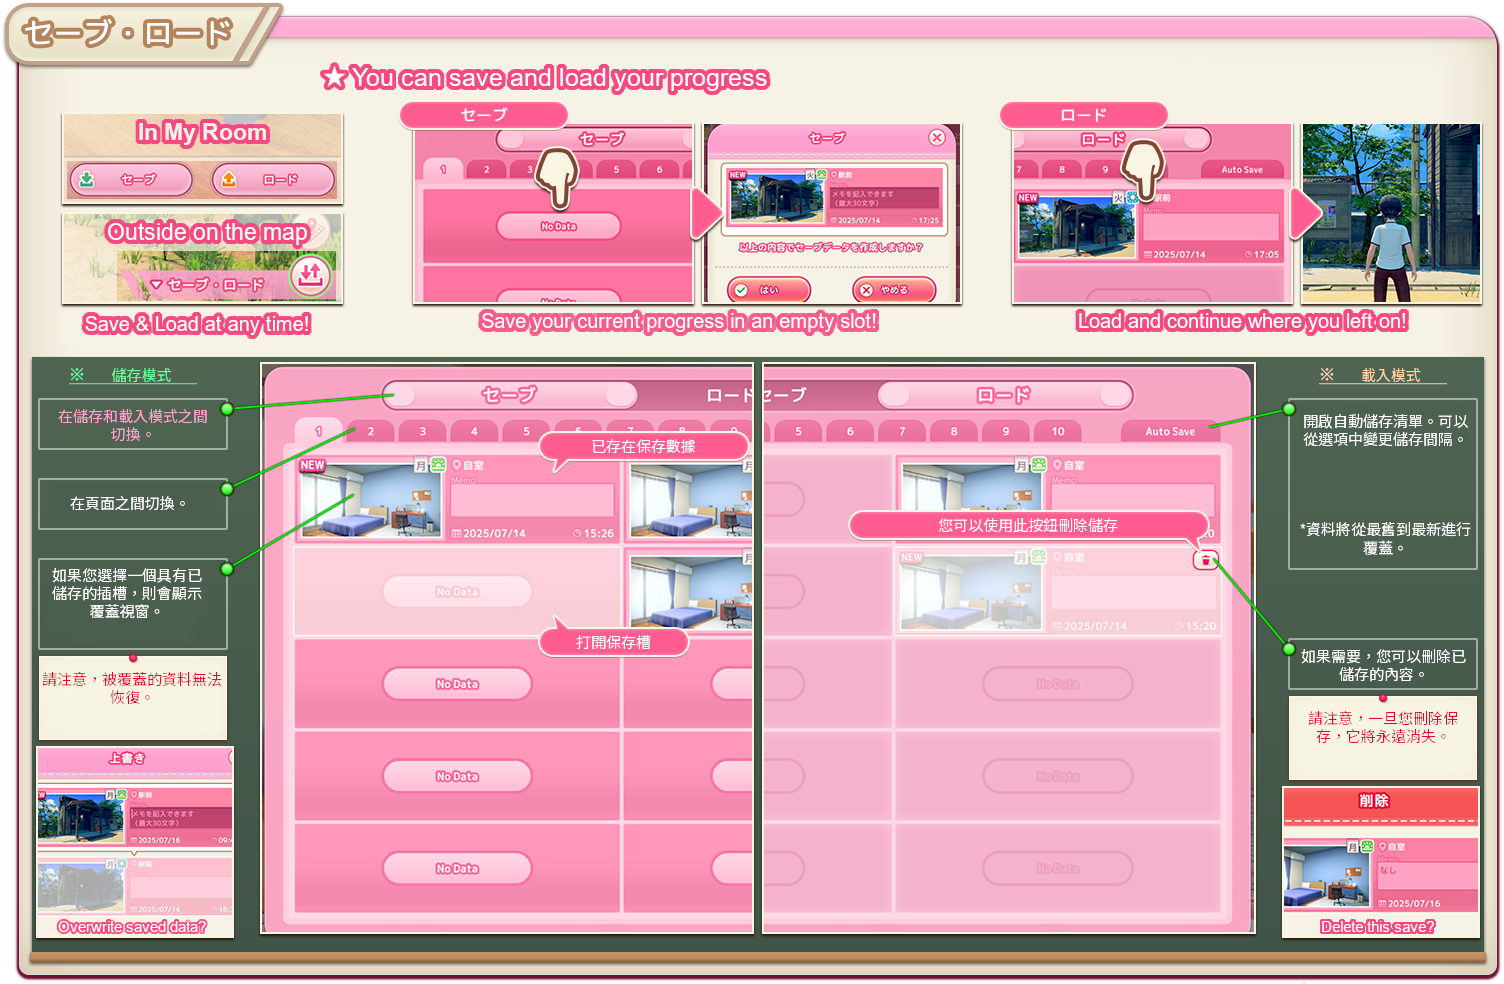 セーブ・ロード
★ You can save and load your progress
In My Room
セーブ
ロード
Outside on the map
▼ セーブ・ロード
Save & Load at any time!
セーブ
セーブ
1 2 3 5 6
No Data
No Data
セーブ
NEW 火 駅前
Memo
メモを記入できます
(最大30文字)
2025/07/14 17:25
以上の内容でセーブデータを作成しますか？
はい
やめる
Save your current progress in an empty slot!
ロード
ロード
7 8 9 Auto Save
NEW 火 駅前
Memo
2025/07/14 17:05
Load and continue where you left on!
※ 儲存模式
在儲存和載入模式之間
切換。
在頁面之間切換。
如果您選擇一個具有已
儲存的插槽，則會顯示
覆蓋視窗。
請注意，被覆蓋的資料無法
恢復。
上書き
月 駅前
メモを記入できます
(最大30文字)
2025/07/16 09:4
月 駅前
2025/07/14 16:
Overwrite saved data?
セーブ
ロード
1 2 3 4 5 6 7 8 9
已存在保存數據
NEW 月 自室
Memo
2025/07/14 15:26
月
No Data
月
打開保存槽
No Data
No Data
No Data
セーブ
ロード
5 6 7 8 9 10 Auto Save
月 自室
Memo
20
您可以使用此按鈕刪除儲存
NEW 月 自室
2025/07/14 15:20
No Data
No Data
No Data
※ 載入模式
開啟自動儲存清單。可以
從選項中變更儲存間隔。
*資料將從最舊到最新進行
覆蓋。
如果需要，您可以刪除已
儲存的內容。
請注意，一旦您刪除保
存，它將永遠消失。
削除
月 自室
Memo
なし
2025/07/16
Delete this save?